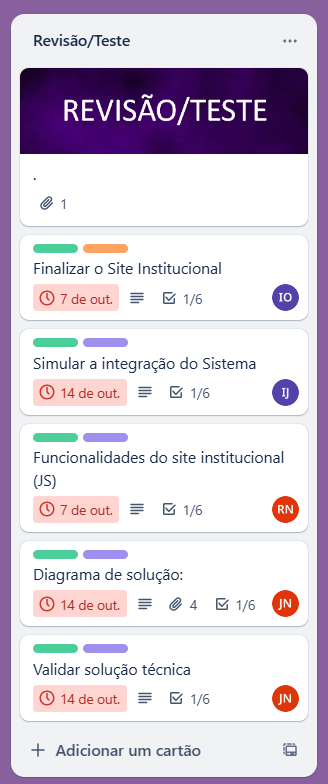 Revisão/Teste
REVISÃO/TESTE
.
1
Finalizar o Site Institucional
7 de out. 1/6 IO
Simular a integração do Sistema
14 de out. 1/6 IJ
Funcionalidades do site institucional
(JS)
7 de out. 1/6 RN
Diagrama de solução:
14 de out. 4 1/6 JN
Validar solução técnica
14 de out. 1/6 JN
Adicionar um cartão